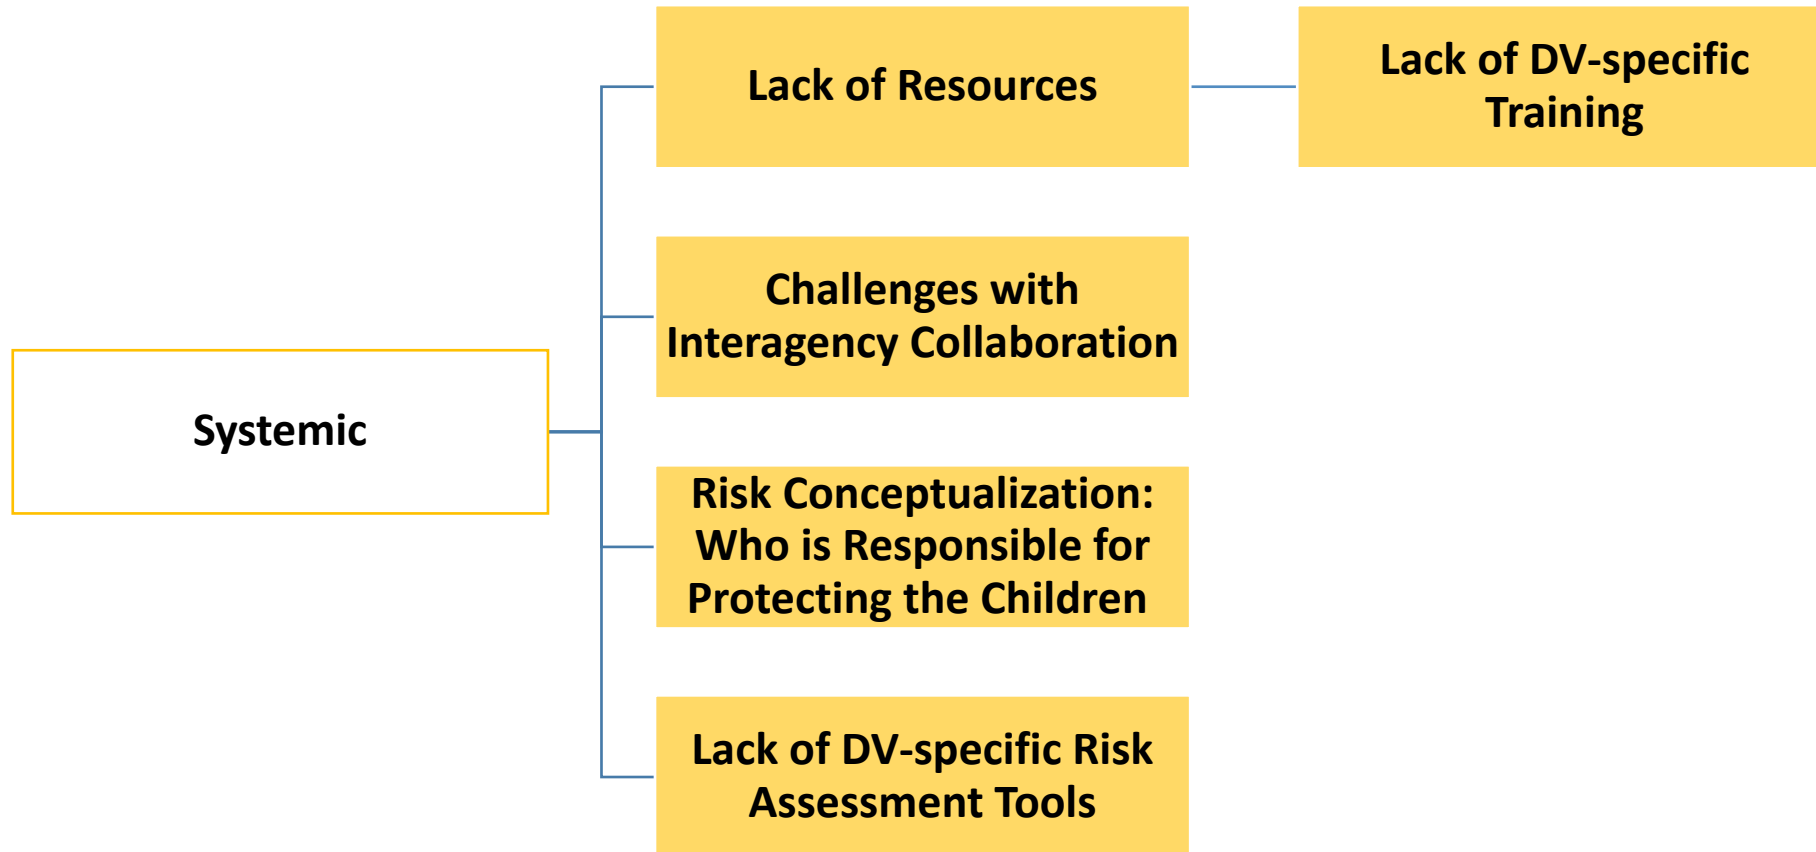 Lack of Resources
Lack of DV-specific
Training
Challenges with
Interagency Collaboration
Systemic
Risk Conceptualization:
Who is Responsible for
Protecting the Children
Lack of DV-specific Risk
Assessment Tools